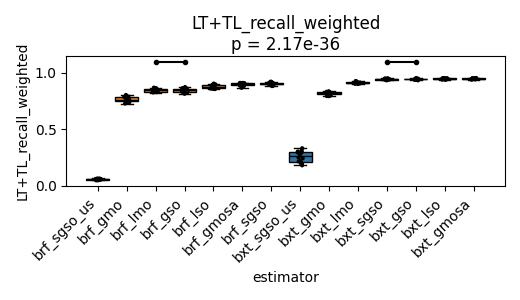 LT+TL_recall_weighted
p = 2.17e-36
LT+TL_recall_weighted
1.0
0.5
0.0
brf_sgso_us
brf_gmo
brf_lmo
brf_gso
brf_lso
brf_gmosa
brf_sgso
bxt_sgso_us
bxt_gmo
bxt_lmo
bxt_sgso
bxt_gso
bxt_lso
bxt_gmosa
estimator